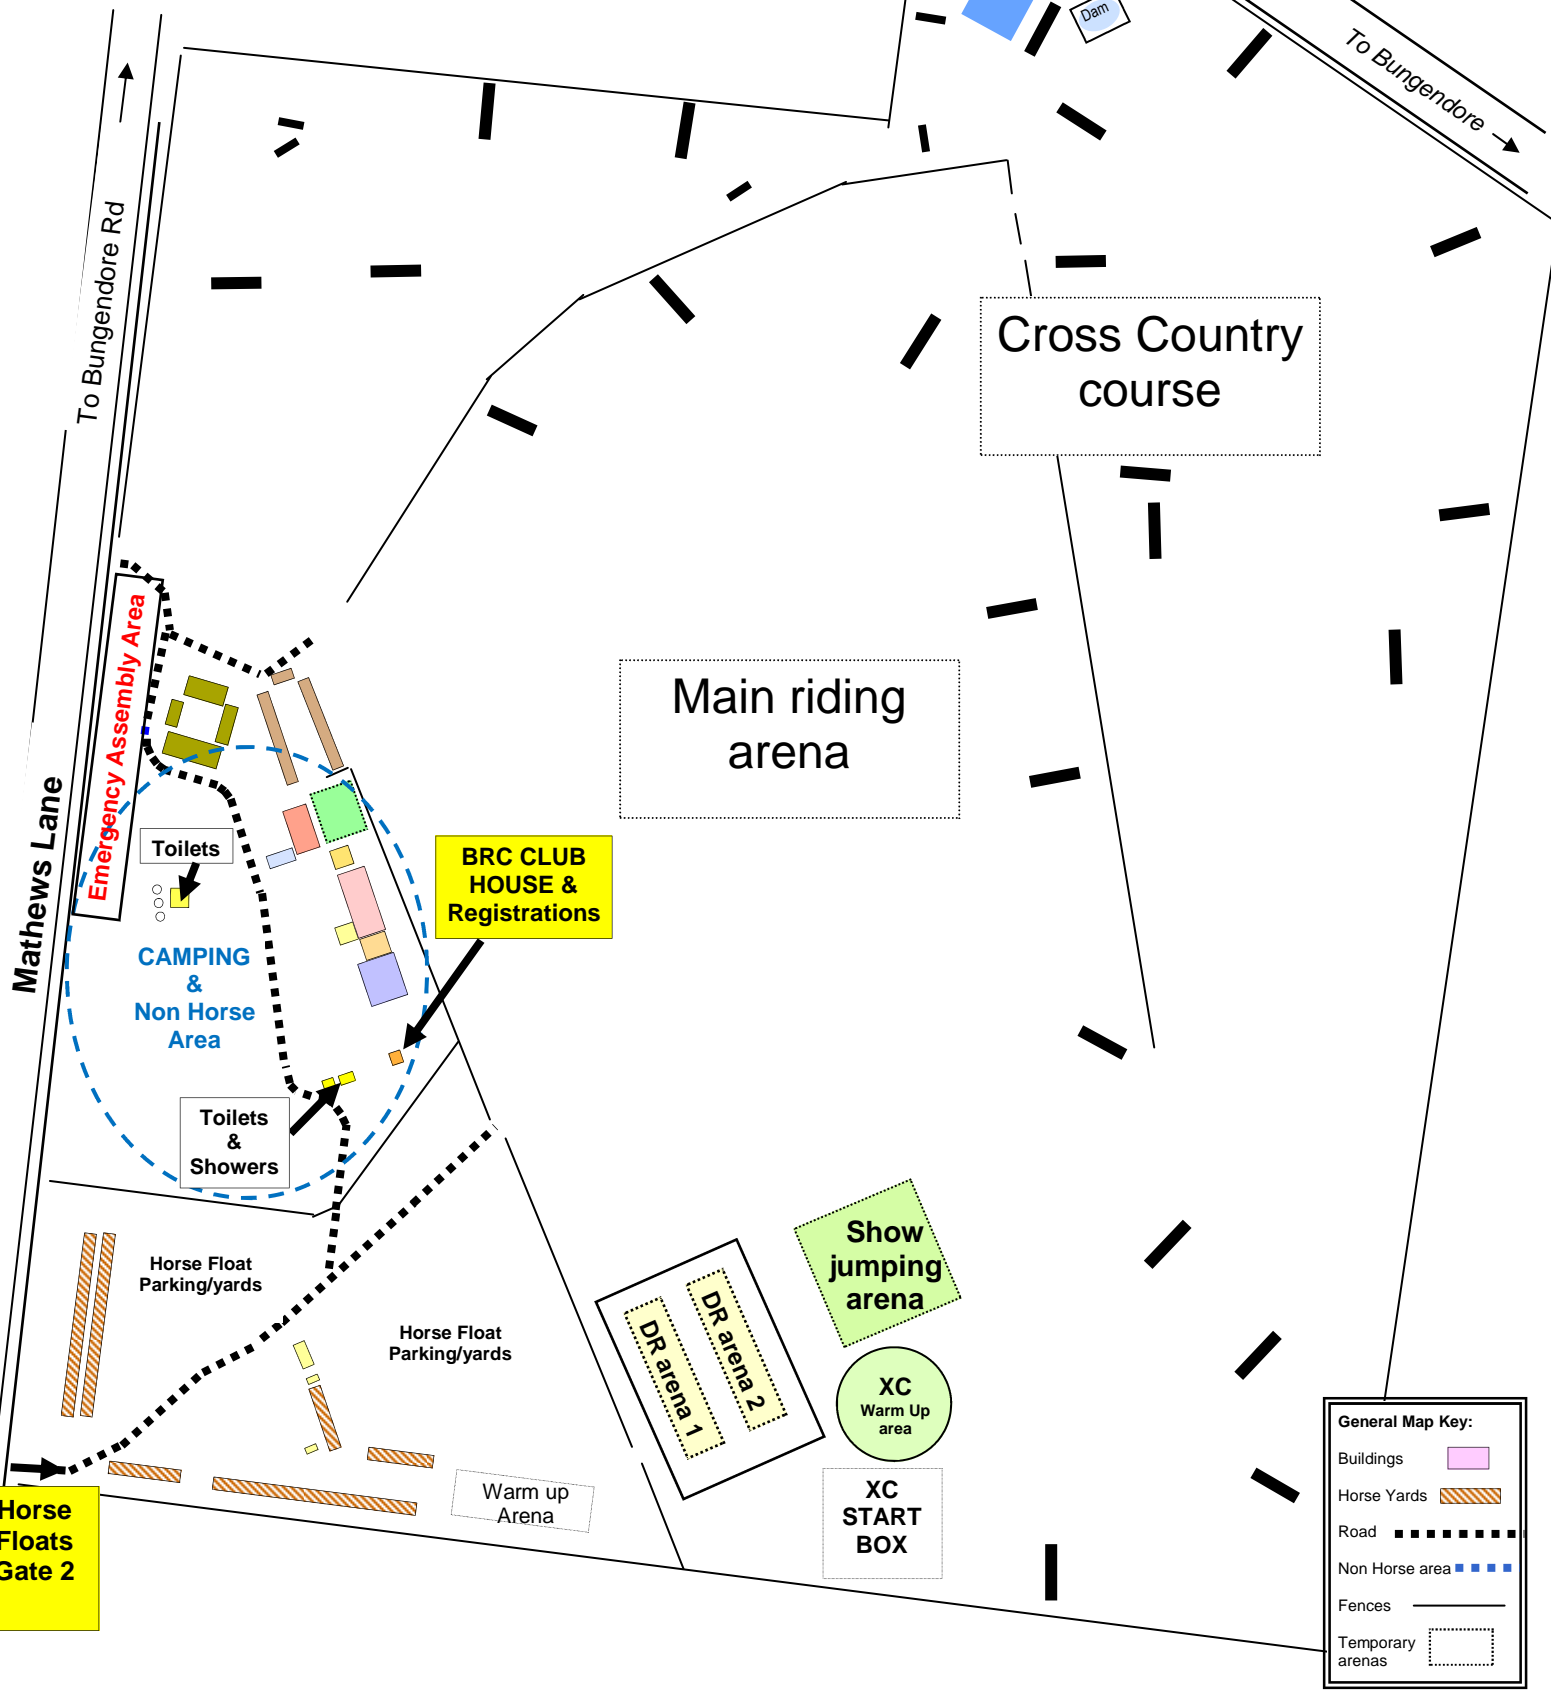 Dam
To Bungendore
To Bungendore Rd
Cross Country
course
Main riding
arena
Emergency Assembly Area
Mathews Lane
Toilets
BRC CLUB
HOUSE &
Registrations
CAMPING
&
Non Horse
Area
Toilets
&
Showers
Horse Float
Parking/yards
Horse Float
Parking/yards
Show
jumping
arena
DR arena 1
DR arena 2
XC
Warm Up
area
XC
START
BOX
Warm up
Arena
Horse
Floats
Gate 2
General Map Key:
Buildings
Horse Yards
Road
Non Horse area
Fences
Temporary
arenas